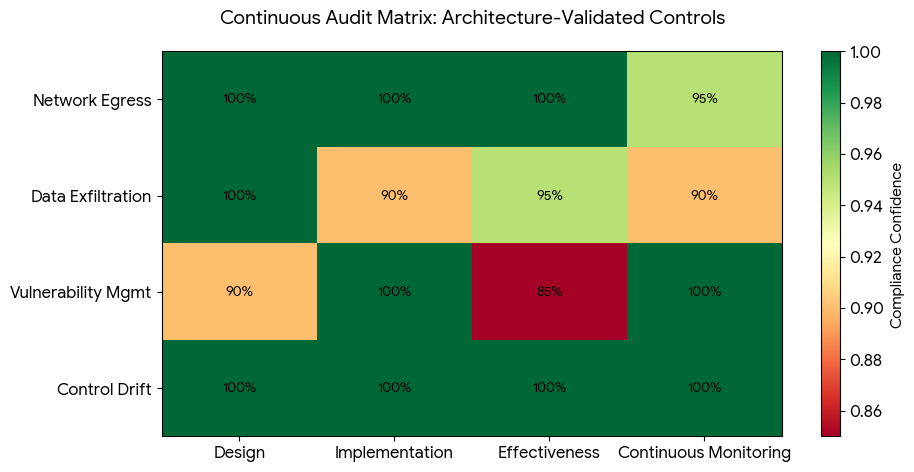 Continuous Audit Matrix: Architecture-Validated Controls
Network Egress 100% 100% 100% 95%
Data Exfiltration 100% 90% 95% 90%
Vulnerability Mgmt 90% 100% 85% 100%
Control Drift 100% 100% 100% 100%
Design Implementation Effectiveness Continuous Monitoring
1.00
0.98
0.96
0.94
0.92
0.90
0.88
0.86
Compliance Confidence